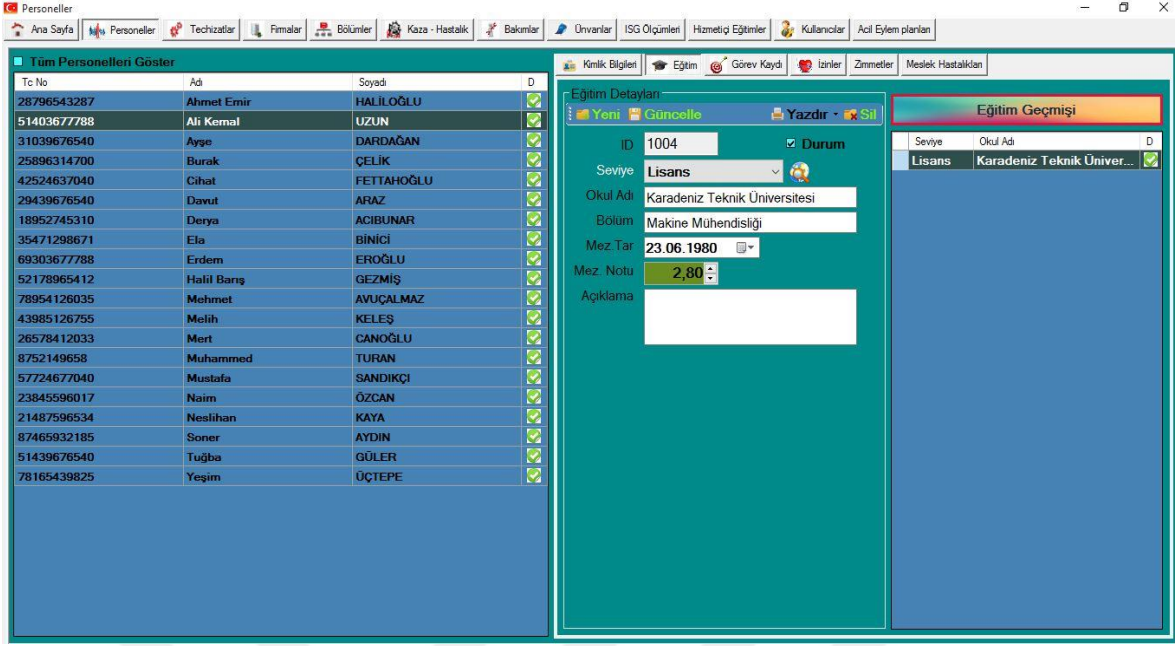 Personeller
Ana Sayfa Personeller Techizatlar Firmalar Bölümler Kaza - Hastalık Bakımlar Ünvanlar ISG Ölçümleri Hizmetiçi Eğitimler Kullanıcılar Acil Eylem planları
Tüm Personelleri Göster
Tc No Adı Soyadı D
28796543287 Ahmet Emir HALİLOĞLU
51403677788 Ali Kemal UZUN
31039676540 Ayşe DARDAĞAN
25896314700 Burak ÇELİK
42524637040 Cihat FETTAHOĞLU
29439676540 Davut ARAZ
18952745310 Derya ACIBUNAR
35471298671 Ela BİNİCİ
69303677788 Erdem EROĞLU
52178965412 Halil Barış GEZMİŞ
78954126035 Mehmet AVUÇALMAZ
43985126755 Melih KELEŞ
26578412033 Mert CANOĞLU
8752149658 Muhammed TURAN
57724677040 Mustafa SANDIKÇI
23845596017 Naim ÖZCAN
21487596534 Neslihan KAYA
87465932185 Soner AYDIN
51439676540 Tuğba GÜLER
78165439825 Yeşim ÜÇTEPE
Kimlik Bilgileri Eğitim Görev Kaydı İzinler Zimmetler Meslek Hastalıkları
Eğitim Detayları
Yeni Güncelle Yazdır Sil
ID 1004 Durum
Seviye Lisans
Okul Adı Karadeniz Teknik Üniversitesi
Bölüm Makine Mühendisliği
Mez.Tar 23.06.1980
Mez. Notu 2,80
Açıklama
Eğitim Geçmişi
Seviye Okul Adı D
Lisans Karadeniz Teknik Üniver...